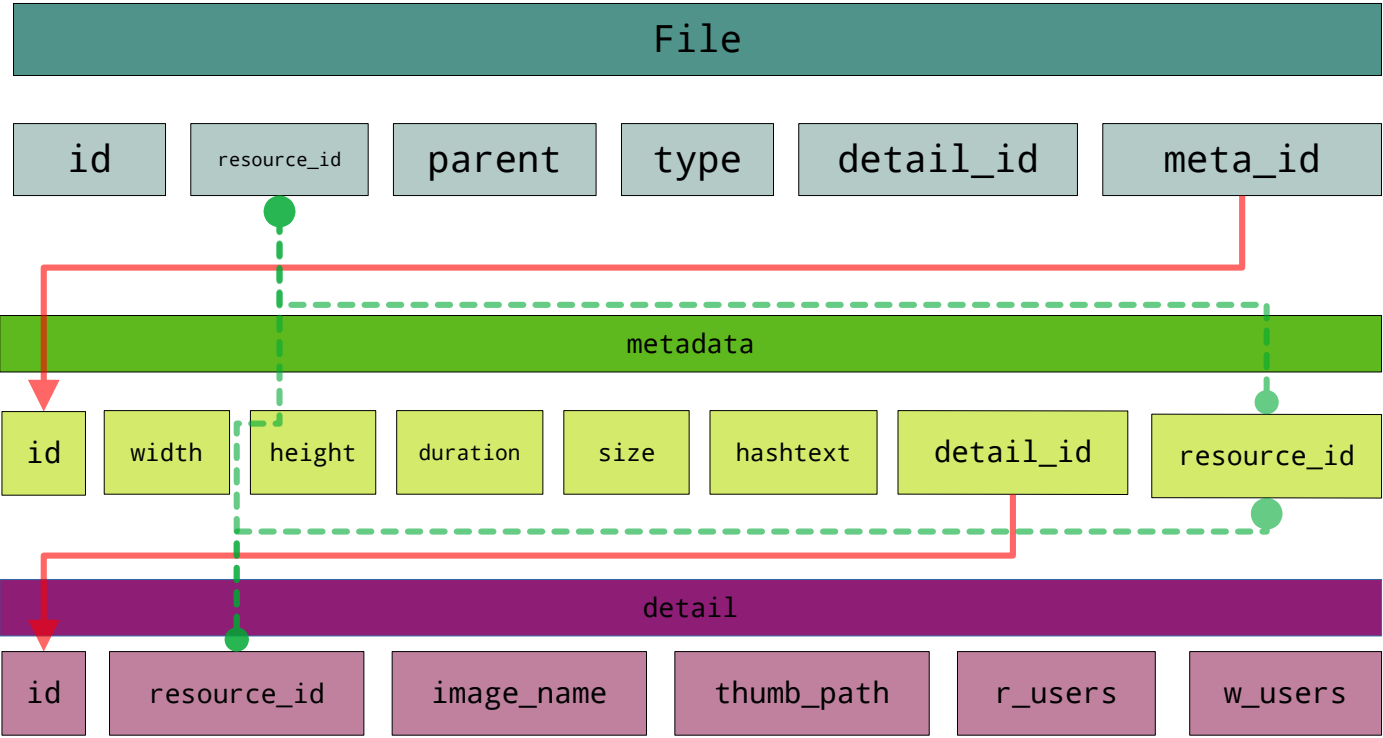 File
id resource_id parent type detail_id meta_id
metadata
id width height duration size hashtext detail_id resource_id
detail
id resource_id image_name thumb_path r_users w_users